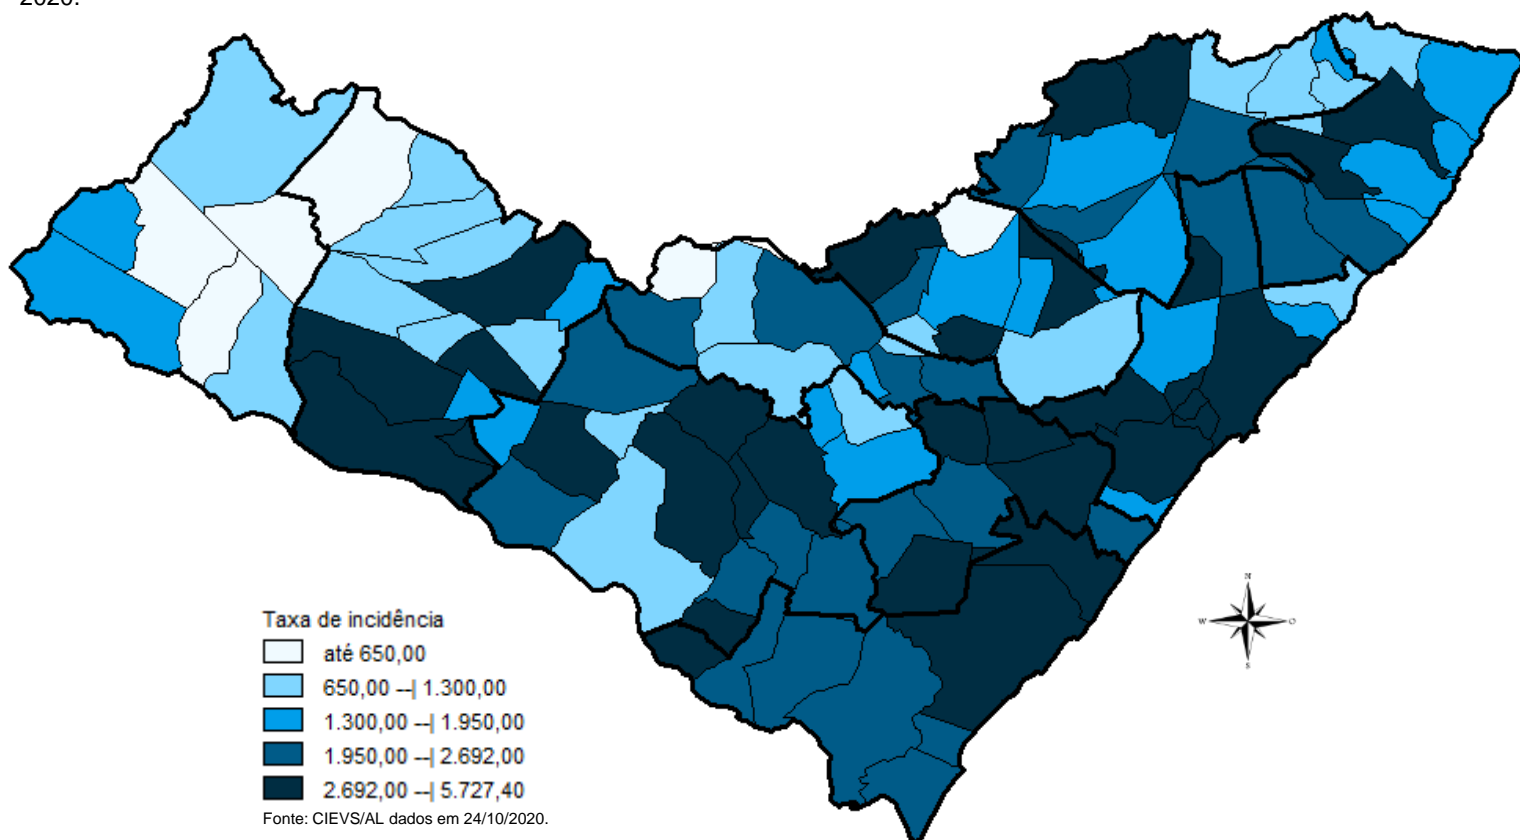 2020.
Taxa de incidência
até 650,00
650,00 --| 1.300,00
1.300,00 --| 1.950,00
1.950,00 --| 2.692,00
2.692,00 --| 5.727,40
Fonte: CIEVS/AL dados em 24/10/2020.
N
W
O
S